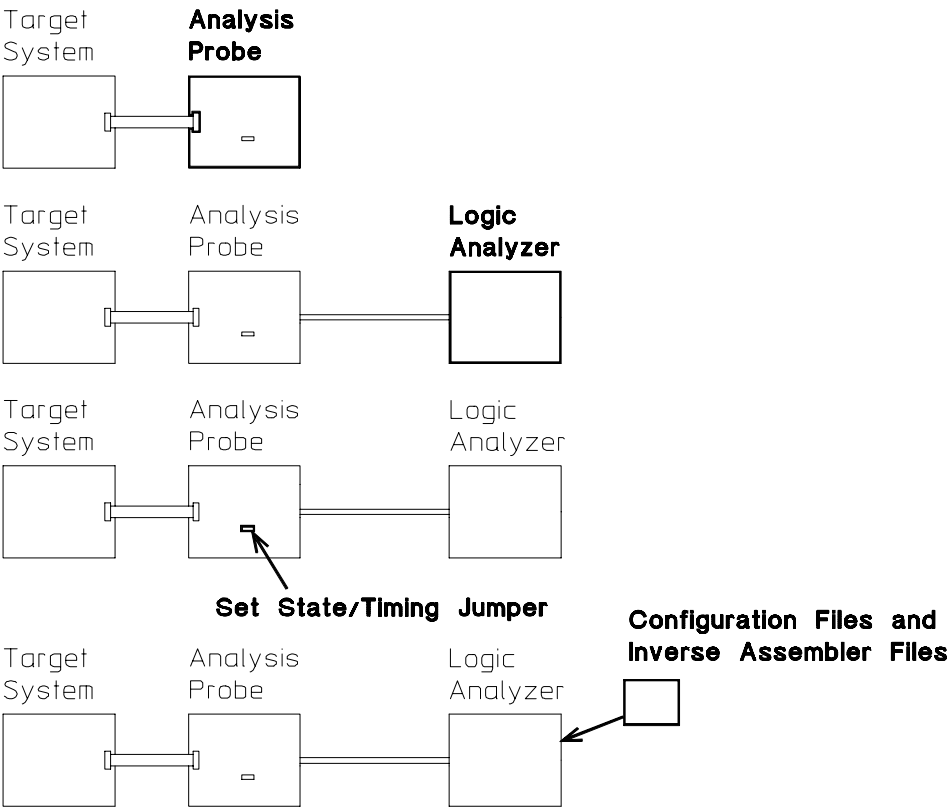 Target
System
Analysis
Probe
Target
System
Analysis
Probe
Logic
Analyzer
Target
System
Analysis
Probe
Logic
Analyzer
Set State/Timing Jumper
Configuration Files and
Inverse Assembler Files
Target
System
Analysis
Probe
Logic
Analyzer